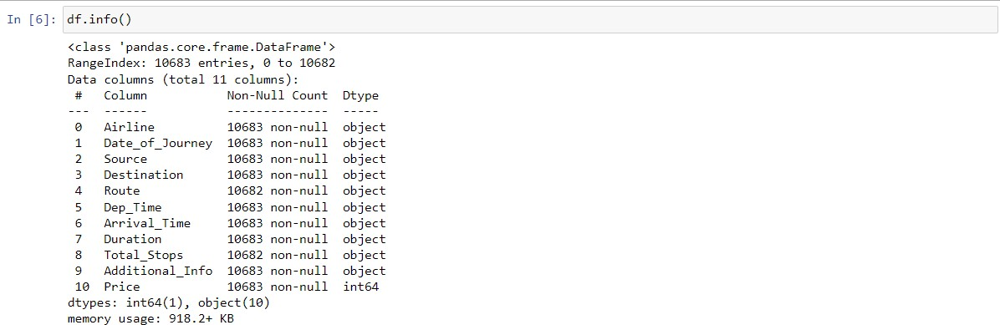 In [6]: df.info()
<class 'pandas.core.frame.DataFrame'>
RangeIndex: 10683 entries, 0 to 10682
Data columns (total 11 columns):
 #   Column           Non-Null Count  Dtype
---  ------           --------------  -----
 0   Airline          10683 non-null  object
 1   Date_of_Journey  10683 non-null  object
 2   Source           10683 non-null  object
 3   Destination      10683 non-null  object
 4   Route            10682 non-null  object
 5   Dep_Time         10683 non-null  object
 6   Arrival_Time     10683 non-null  object
 7   Duration         10683 non-null  object
 8   Total_Stops      10682 non-null  object
 9   Additional_Info  10683 non-null  object
 10  Price            10683 non-null  int64
dtypes: int64(1), object(10)
memory usage: 918.2+ KB